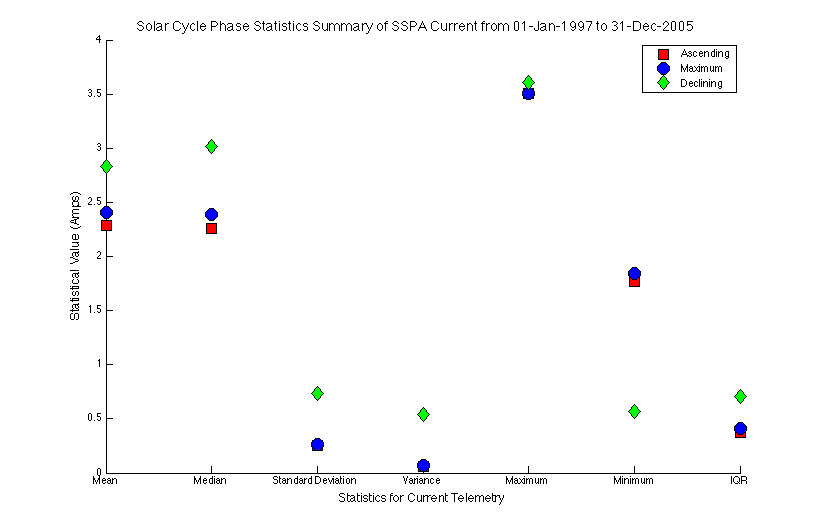 Solar Cycle Phase Statistics Summary of SSPA Current from 01-Jan-1997 to 31-Dec-2005
Ascending
Maximum
Declining
Statistical Value (Amps)
4
3.5
3
2.5
2
1.5
1
0.5
0
Mean Median Standard Deviation Variance Maximum Minimum IQR
Statistics for Current Telemetry